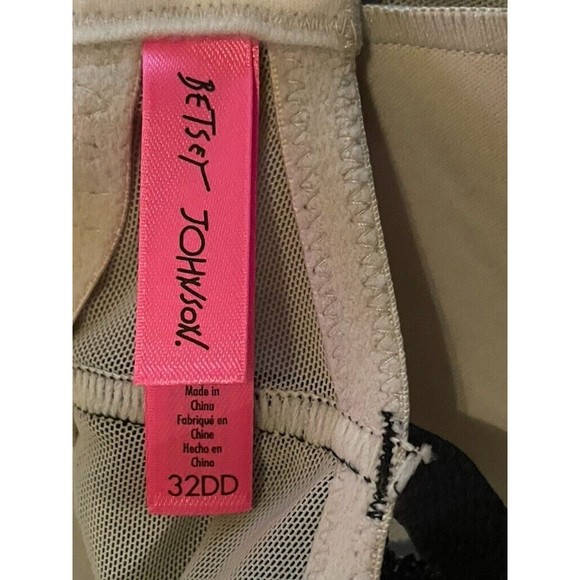 BETSEY JOHNSON.
Made in
China
Fabriqué en
Chine
Hecho en
China
32DD